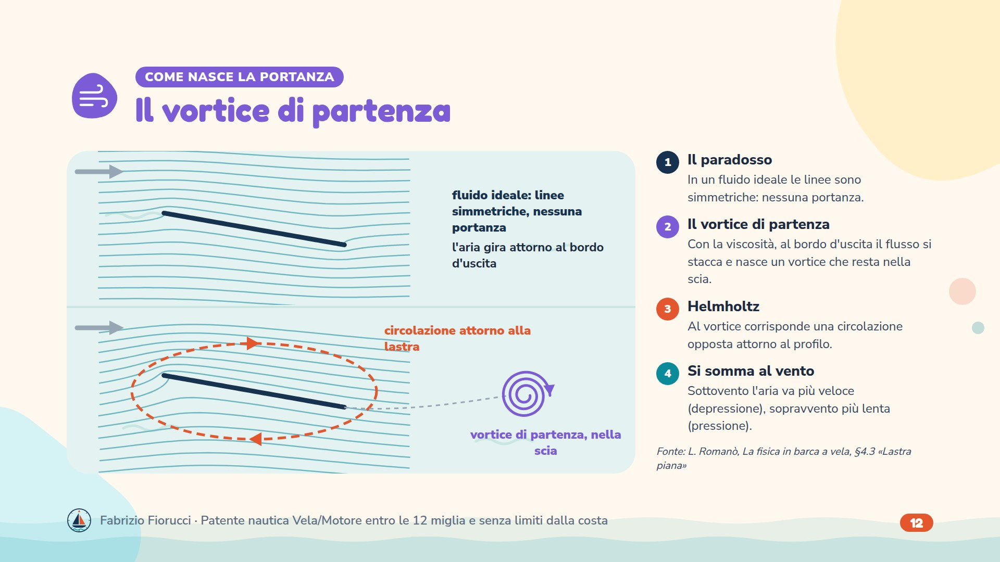 COME NASCE LA PORTANZA
Il vortice di partenza
fluido ideale: linee
simmetriche, nessuna
portanza
l'aria gira attorno al bordo
d'uscita
circolazione attorno alla
lastra
vortice di partenza, nella
scia
1
Il paradosso
In un fluido ideale le linee sono
simmetriche: nessuna portanza.
2
Il vortice di partenza
Con la viscosità, al bordo d'uscita il flusso si
stacca e nasce un vortice che resta nella
scia.
3
Helmholtz
Al vortice corrisponde una circolazione
opposta attorno al profilo.
4
Si somma al vento
Sottovento l'aria va più veloce
(depressione), sopravvento più lenta
(pressione).
Fonte: L. Romanò, La fisica in barca a vela, §4.3 «Lastra
piana»
Fabrizio Fiorucci · Patente nautica Vela/Motore entro le 12 miglia e senza limiti dalla costa
12